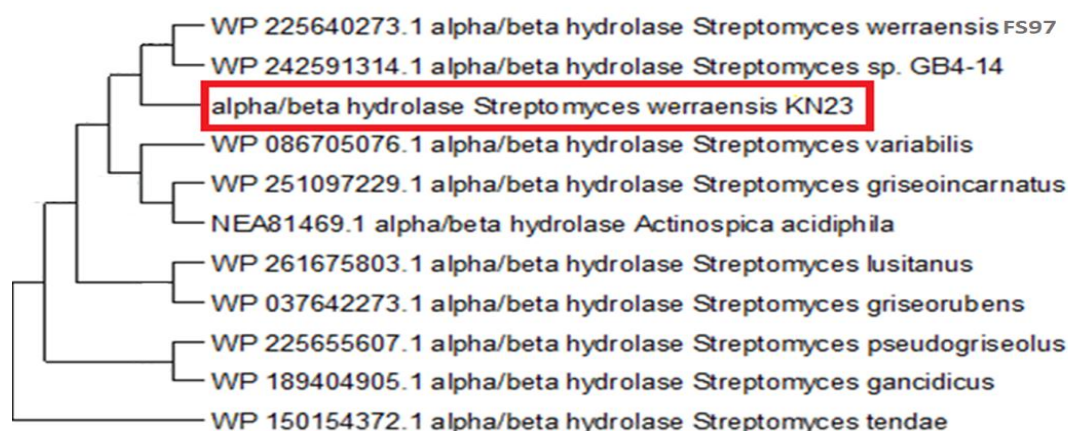 WP 225640273.1 alpha/beta hydrolase Streptomyces werraensis FS97
WP 242591314.1 alpha/beta hydrolase Streptomyces sp. GB4-14
alpha/beta hydrolase Streptomyces werraensis KN23
WP 086705076.1 alpha/beta hydrolase Streptomyces variabilis
WP 251097229.1 alpha/beta hydrolase Streptomyces griseoincarnatus
NEA81469.1 alpha/beta hydrolase Actinospica acidiphila
WP 261675803.1 alpha/beta hydrolase Streptomyces lusitanus
WP 037642273.1 alpha/beta hydrolase Streptomyces griseorubens
WP 225655607.1 alpha/beta hydrolase Streptomyces pseudogriseolus
WP 189404905.1 alpha/beta hydrolase Streptomyces gancidicus
WP 150154372.1 alpha/beta hydrolase Streptomyces tendae